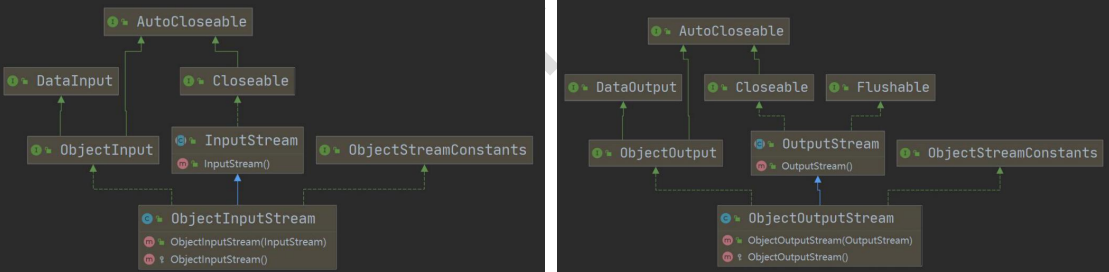 AutoCloseable
DataInput
Closeable
ObjectInput
InputStream
InputStream()
ObjectStreamConstants
ObjectInputStream
ObjectInputStream(InputStream)
ObjectInputStream()
AutoCloseable
DataOutput
Closeable
Flushable
ObjectOutput
OutputStream
OutputStream()
ObjectStreamConstants
ObjectOutputStream
ObjectOutputStream(OutputStream)
ObjectOutputStream()